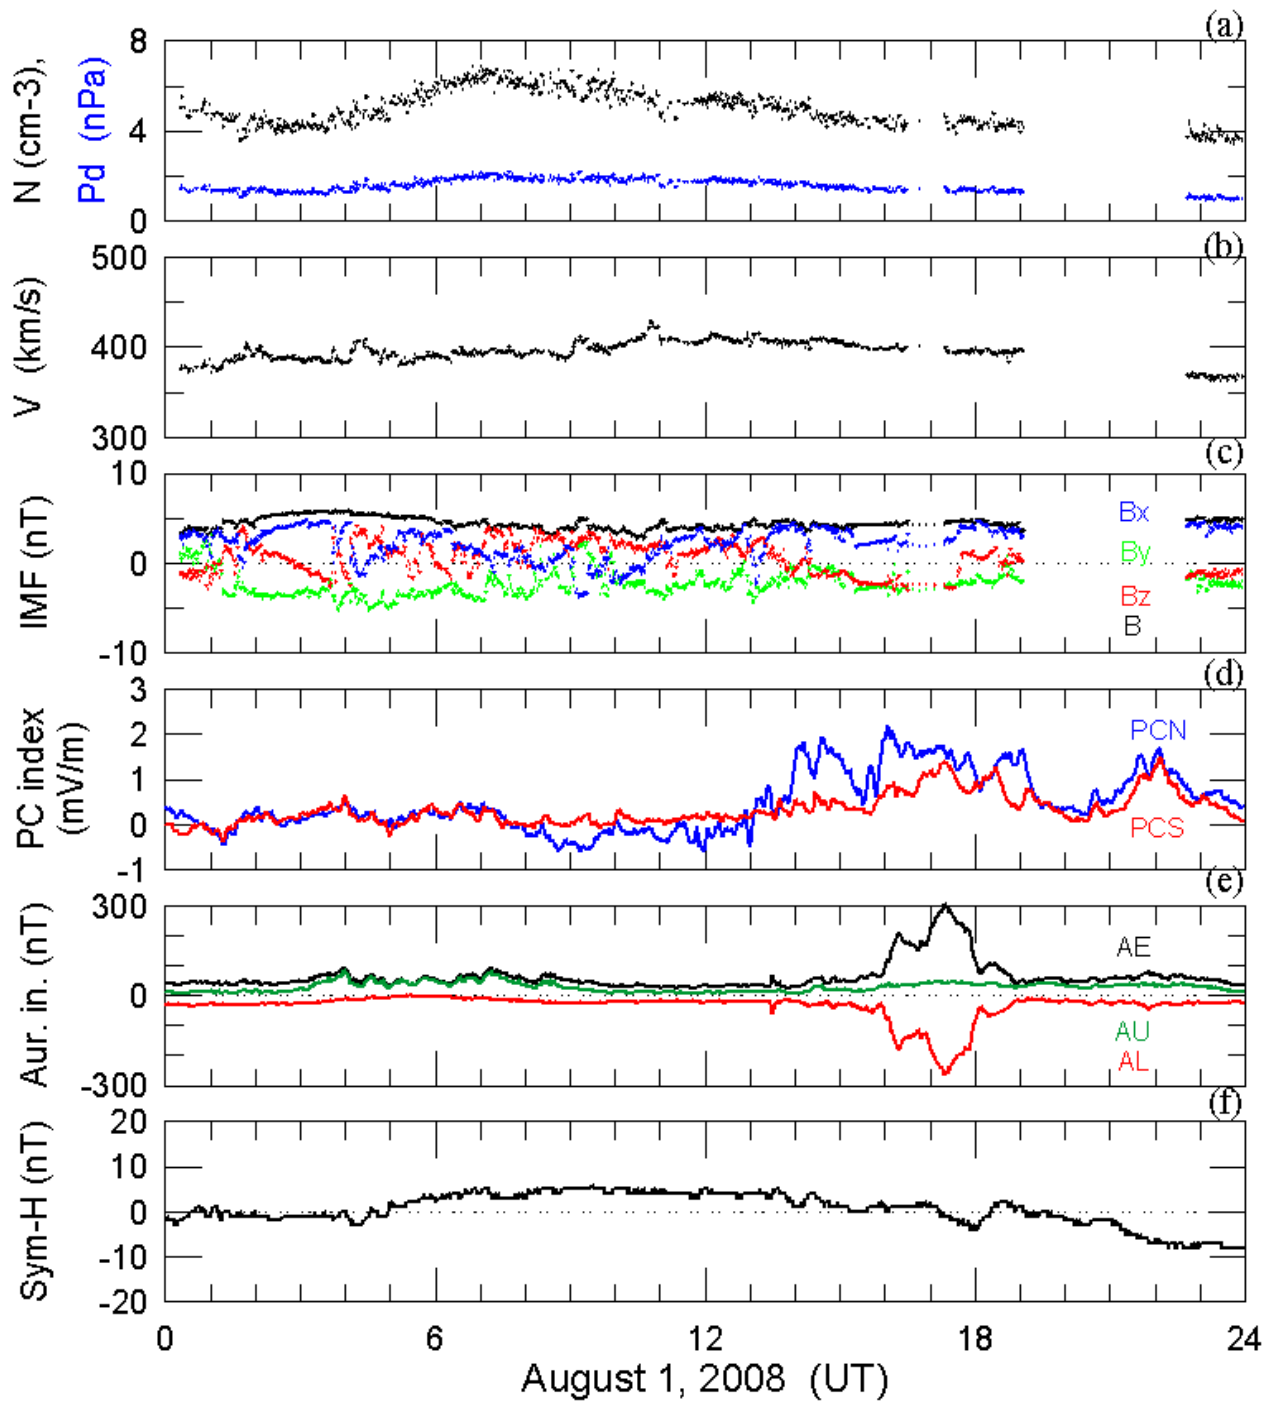 (a)
N (cm-3),
Pd (nPa)
8
4
0
(b)
V (km/s)
500
400
300
(c)
IMF (nT)
10
0
-10
Bx
By
Bz
B
(d)
PC index
(mV/m)
3
2
1
0
-1
PCN
PCS
(e)
Aur. in. (nT)
300
0
-300
AE
AU
AL
(f)
Sym-H (nT)
20
10
0
-10
-20
0 6 12 18 24
August 1, 2008 (UT)